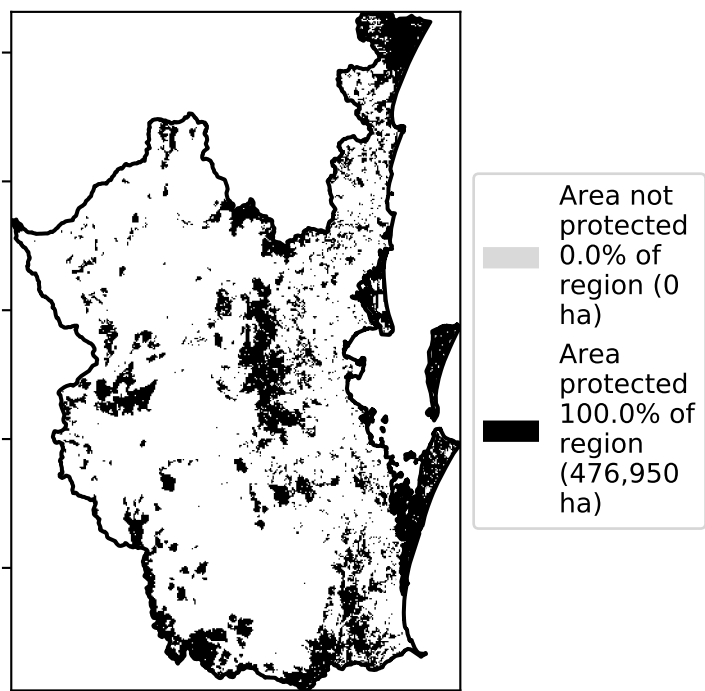 Area not
protected
0.0% of
region (0
ha)
Area
protected
100.0% of
region
(476,950
ha)